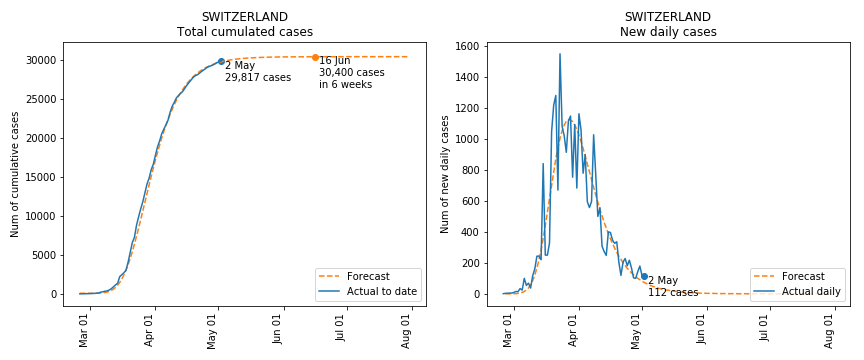 SWITZERLAND
Total cumulated cases
Num of cumulative cases
30000
25000
20000
15000
10000
5000
0
2 May
29,817 cases
16 Jun
30,400 cases
in 6 weeks
Forecast
Actual to date
Mar 01
Apr 01
May 01
Jun 01
Jul 01
Aug 01
SWITZERLAND
New daily cases
Num of new daily cases
1600
1400
1200
1000
800
600
400
200
0
2 May
112 cases
Forecast
Actual daily
Mar 01
Apr 01
May 01
Jun 01
Jul 01
Aug 01